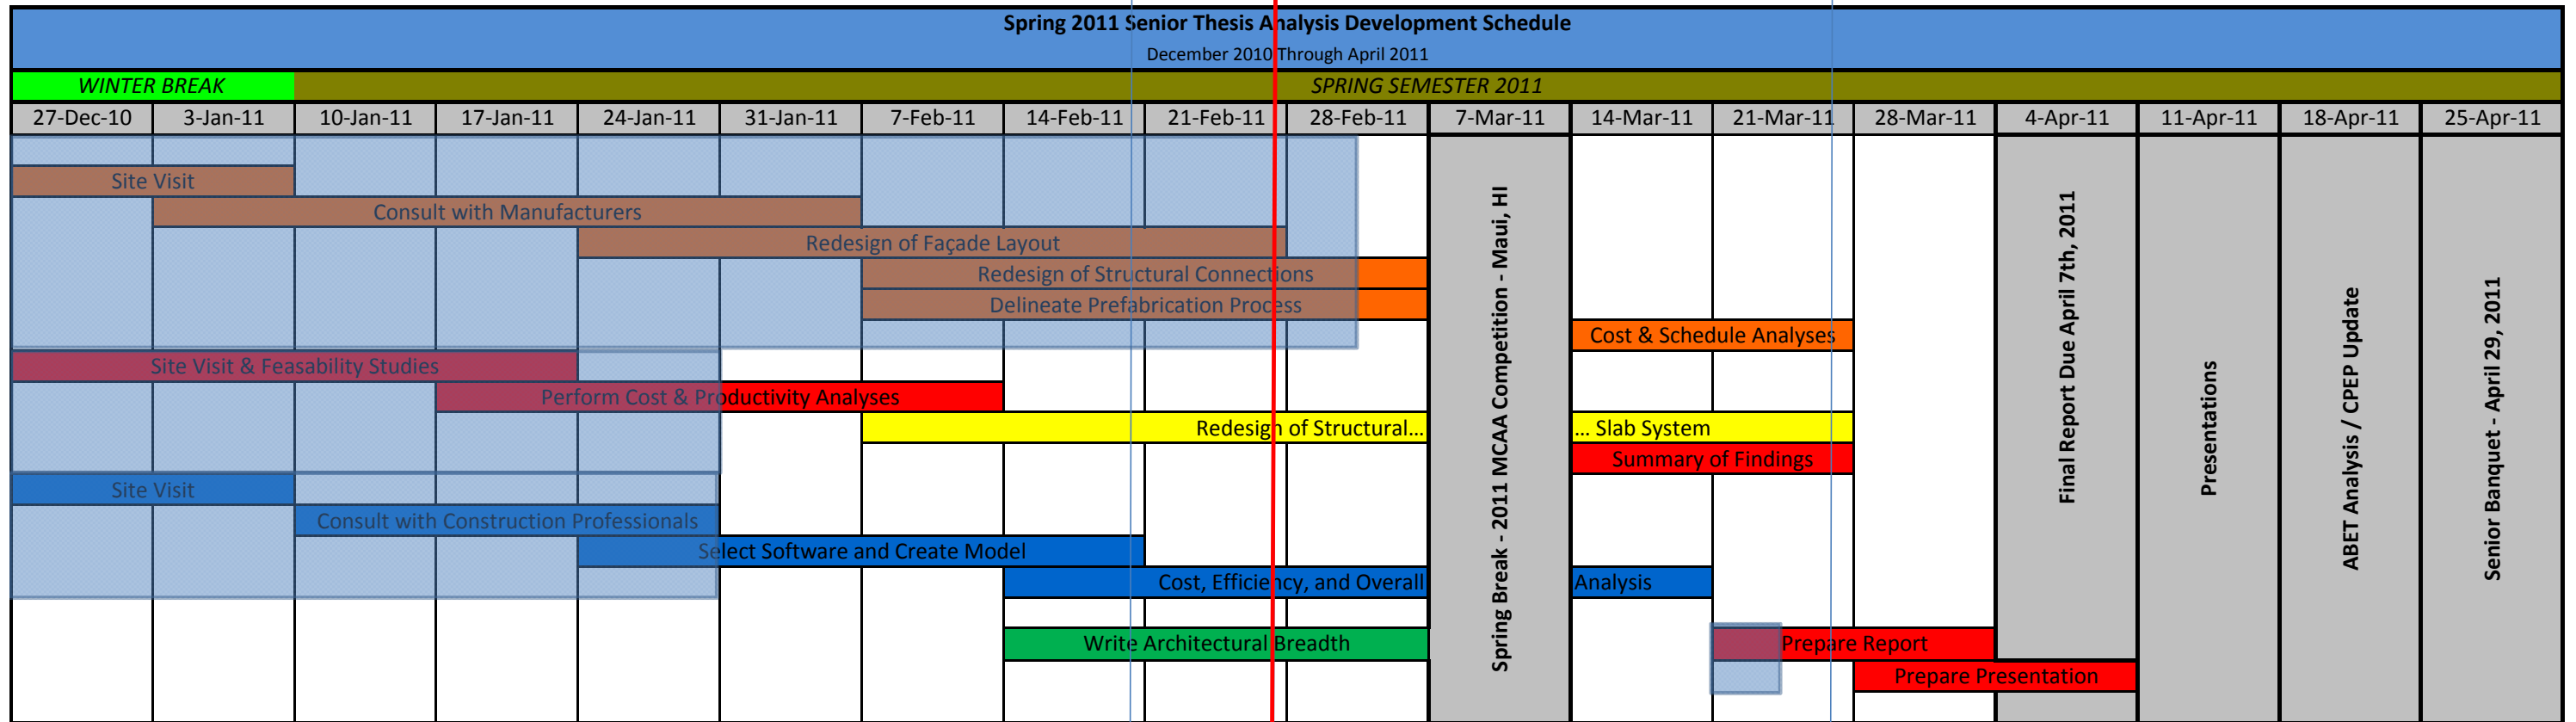 Spring 2011 Senior Thesis Analysis Development Schedule
December 2010 Through April 2011
WINTER BREAK
SPRING SEMESTER 2011
27-Dec-10
3-Jan-11
10-Jan-11
17-Jan-11
24-Jan-11
31-Jan-11
7-Feb-11
14-Feb-11
21-Feb-11
28-Feb-11
7-Mar-11
14-Mar-11
21-Mar-11
28-Mar-11
4-Apr-11
11-Apr-11
18-Apr-11
25-Apr-11
Site Visit
Consult with Manufacturers
Redesign of Façade Layout
Redesign of Structural Connections
Delineate Prefabrication Process
Cost & Schedule Analyses
Site Visit & Feasability Studies
Perform Cost & Productivity Analyses
Redesign of Structural...
... Slab System
Summary of Findings
Site Visit
Consult with Construction Professionals
Select Software and Create Model
Cost, Efficiency, and Overall
Analysis
Write Architectural Breadth
Prepare Report
Prepare Presentation
Spring Break - 2011 MCAA Competition - Maui, HI
Final Report Due April 7th, 2011
Presentations
ABET Analysis / CPEP Update
Senior Banquet - April 29, 2011